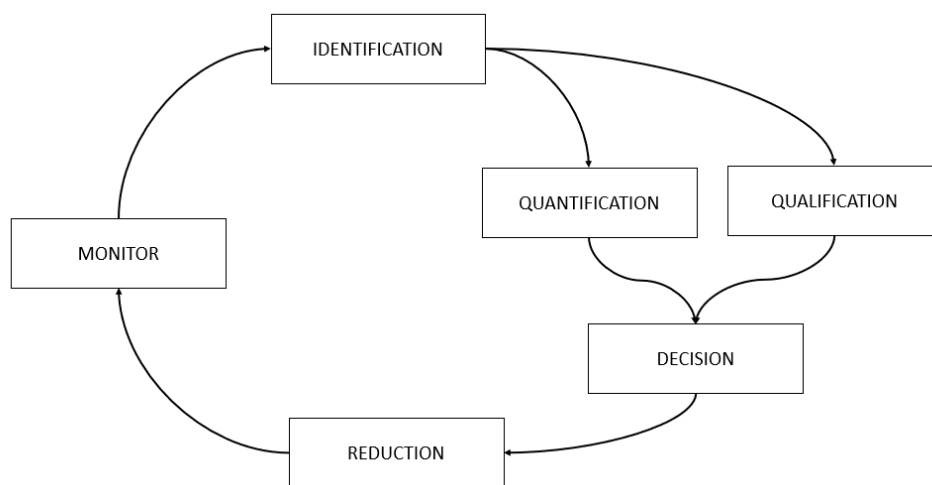 IDENTIFICATION
QUANTIFICATION
QUALIFICATION
MONITOR
DECISION
REDUCTION